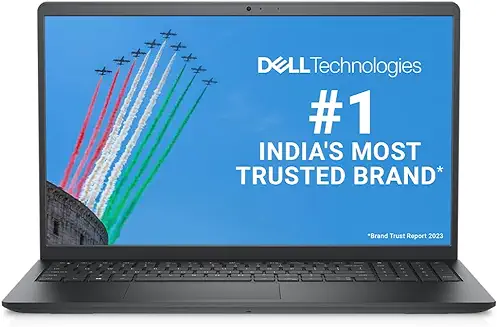 DELLTechnologies
#1
INDIA'S MOST
TRUSTED BRAND*
*Brand Trust Report 2023